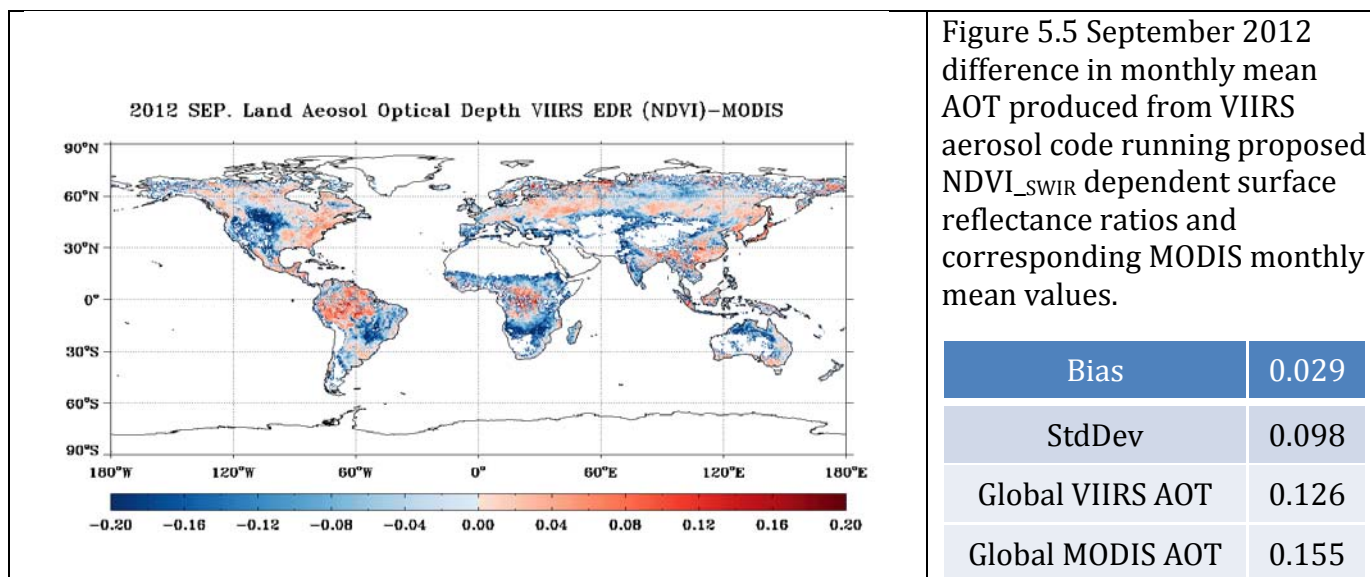 2012 SEP. Land Aeosol Optical Depth VIIRS EDR (NDVI)-MODIS
90°N
60°N
30°N
0°
30°S
60°S
90°S
180°W 120°W 60°W 0° 60°E 120°E 180°E
-0.20 -0.16 -0.12 -0.08 -0.04 0.00 0.04 0.08 0.12 0.16 0.20
Figure 5.5 September 2012
difference in monthly mean
AOT produced from VIIRS
aerosol code running proposed
NDVI_SWIR dependent surface
reflectance ratios and
corresponding MODIS monthly
mean values.
Bias 0.029
StdDev 0.098
Global VIIRS AOT 0.126
Global MODIS AOT 0.155